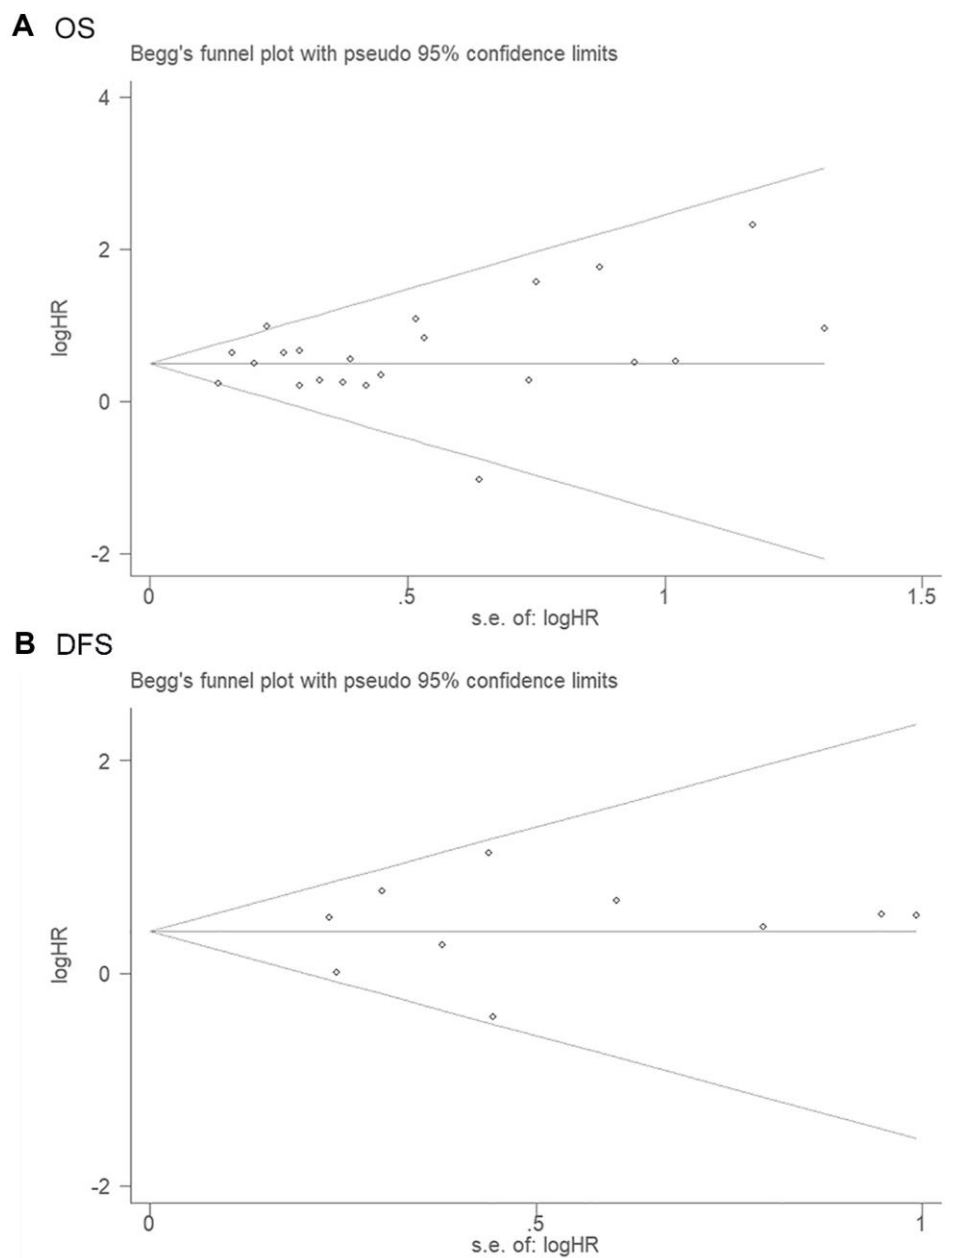 A OS
Begg's funnel plot with pseudo 95% confidence limits
4
2
0
-2
logHR
0 .5 1 1.5
s.e. of: logHR
B DFS
Begg's funnel plot with pseudo 95% confidence limits
2
0
-2
logHR
0 .5 1
s.e. of: logHR